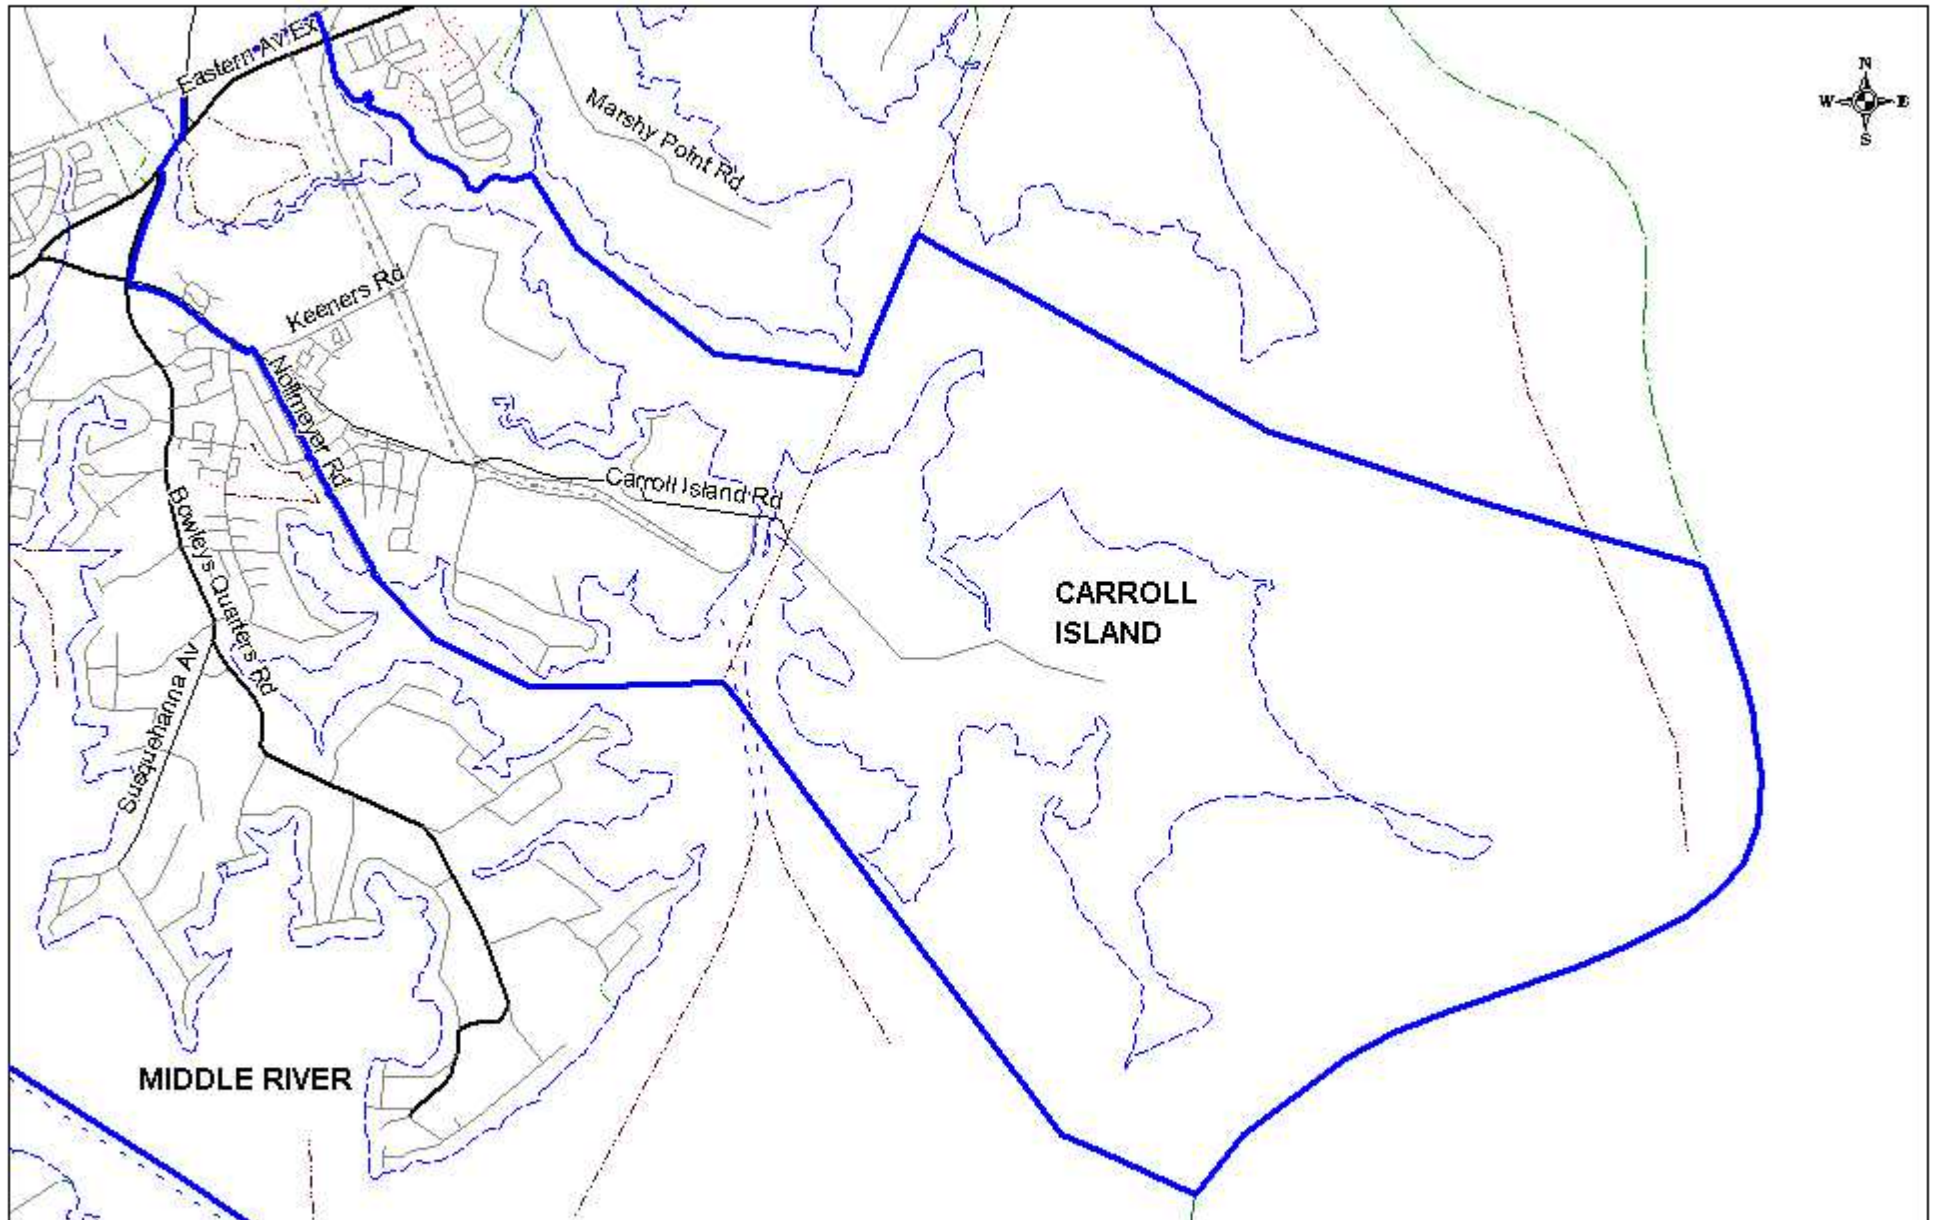 Eastern Av Ex
Marshy Point Rd
N
W E
S
Keeners Rd
Nollmeyer Rd
Carroll Island Rd
Bowleys Quarters Rd
CARROLL
ISLAND
Susquehanna Av
MIDDLE RIVER